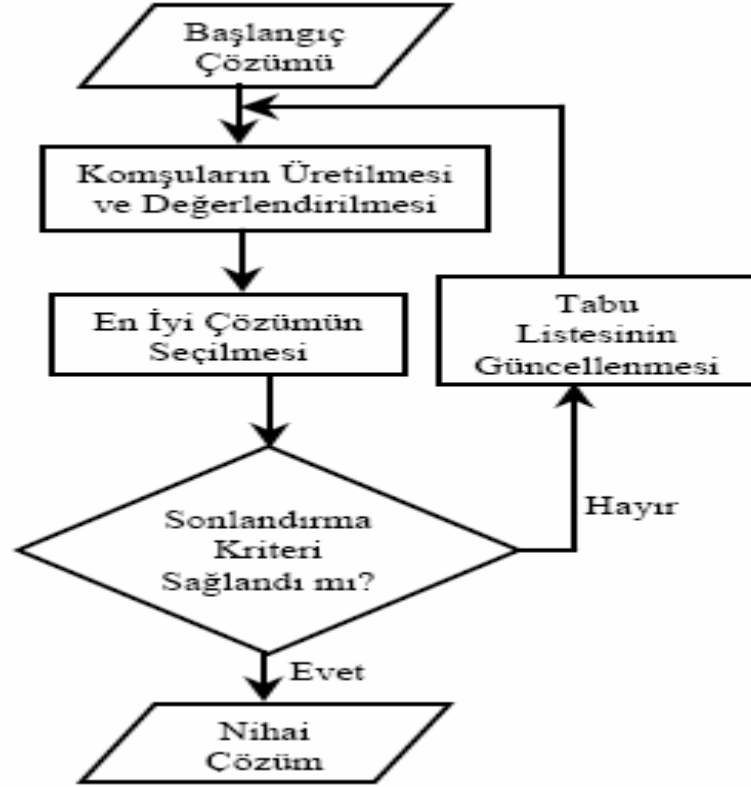 Başlangıç
Çözümü
Komşuların Üretilmesi
ve Değerlendirilmesi
En İyi Çözümün
Seçilmesi
Tabu
Listesinin
Güncellenmesi
Sonlandırma
Kriteri
Sağlandı mı?
Hayır
Evet
Nihai
Çözüm